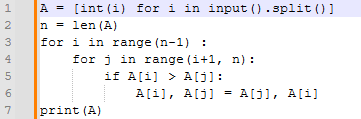 1 A = [int(i) for i in input().split()]
2 n = len(A)
3 for i in range(n-1) :
4     for j in range(i+1, n):
5         if A[i] > A[j]:
6             A[i], A[j] = A[j], A[i]
7 print(A)